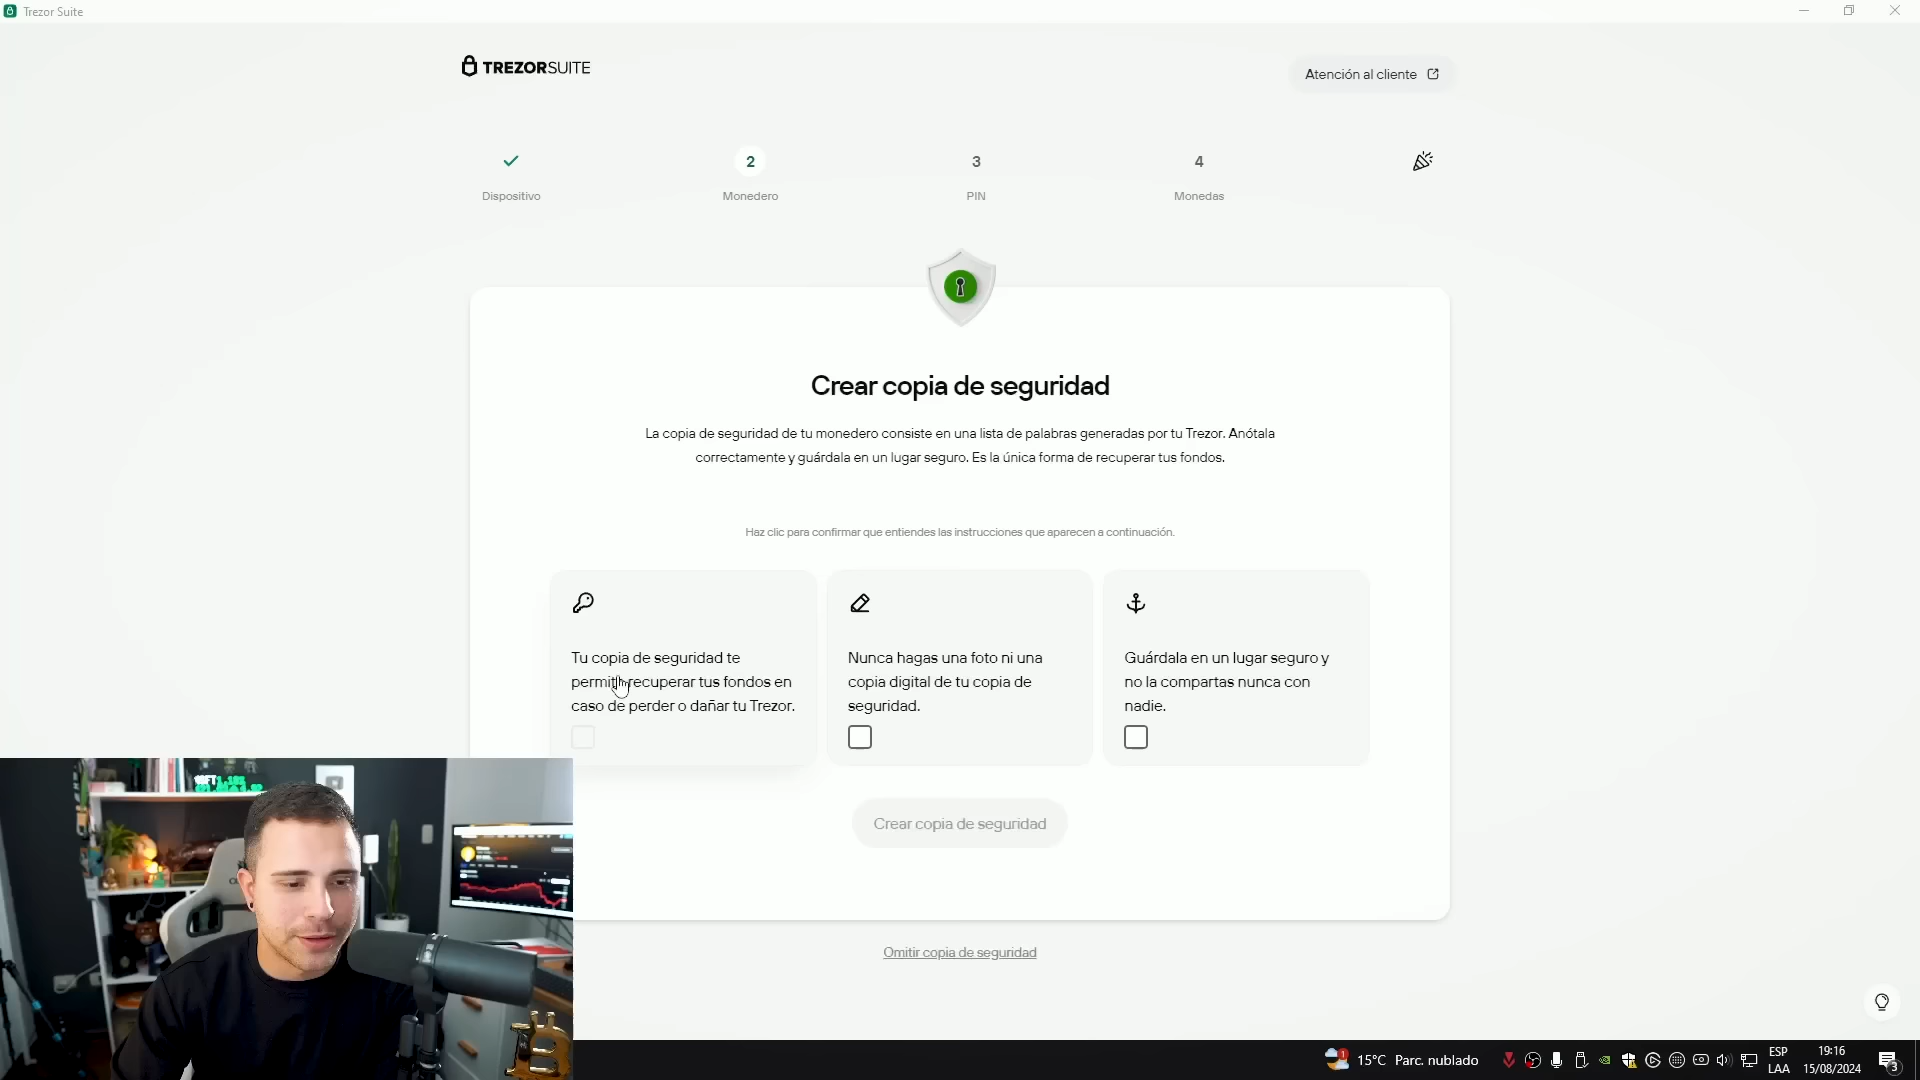 Trezor Suite
TREZORSUITE
Atención al cliente
2
3
4
Dispositivo
Monedero
PIN
Monedas
Crear copia de seguridad
La copia de seguridad de tu monedero consiste en una lista de palabras generadas por tu Trezor. Anótala
correctamente y guárdala en un lugar seguro. Es la única forma de recuperar tus fondos.
Haz clic para confirmar que entiendes las instrucciones que aparecen a continuación.
Tu copia de seguridad te
recuperar tus fondos en
caso de perder o dañar tu Trezor.
Nunca hagas una foto ni una
copia digital de tu copia de
seguridad.
Guárdala en un lugar seguro y
no la compartas nunca con
nadie.
Crear copia de seguridad
Omitir copia de seguridad
1
15°C Parc. nublado
ESP
LAA
19:16
15/08/2024
3